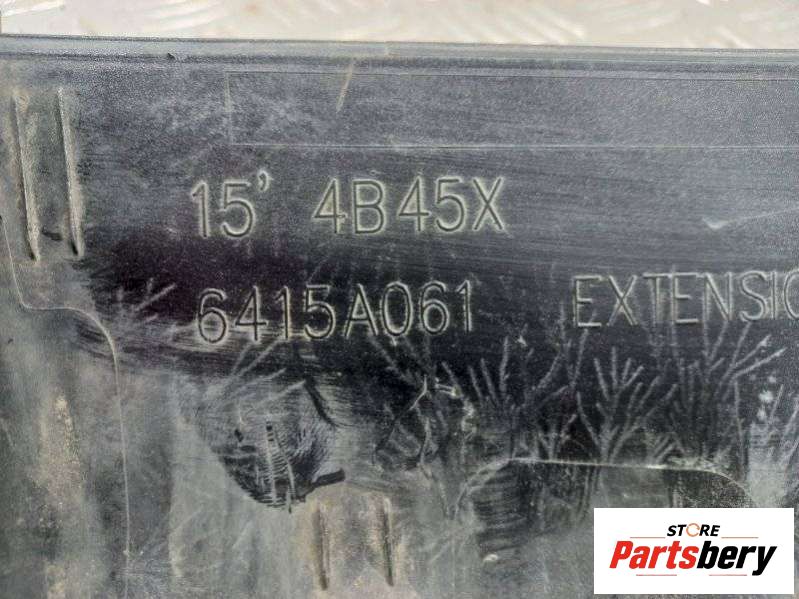 15' 4B45X
6415A061 EXTENSIO
STORE
Partsbery